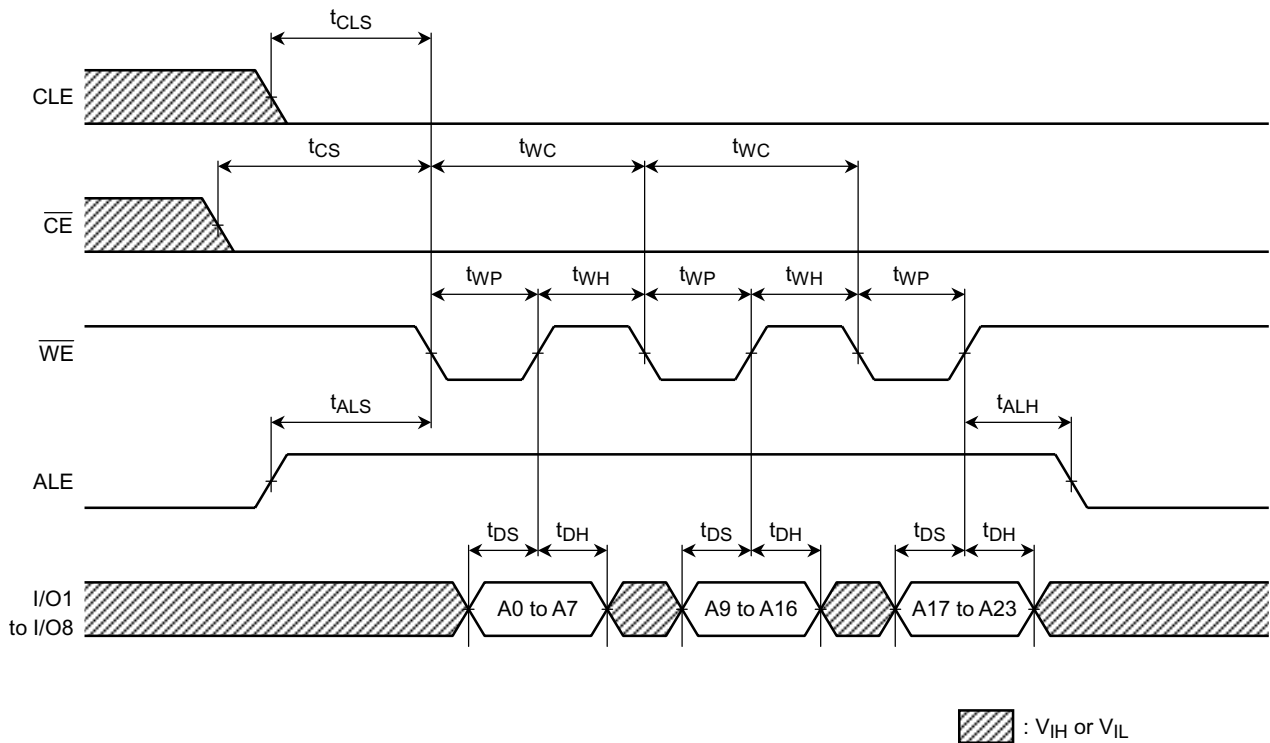 tCLS
CLE
tCS tWC tWC
CE
tWP tWH tWP tWH tWP
WE
tALS tALH
ALE
tDS tDH tDS tDH tDS tDH
I/O1
to I/O8
A0 to A7 A9 to A16 A17 to A23
: VIH or VIL